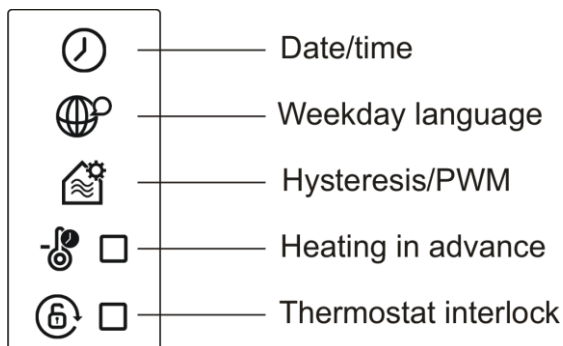 Date/time
Weekday language
Hysteresis/PWM
Heating in advance
Thermostat interlock